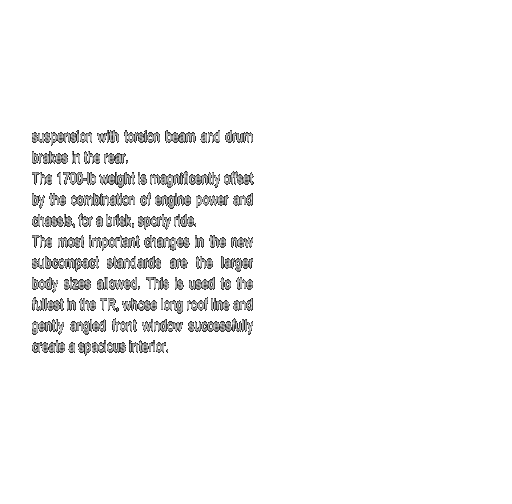 suspension with torsion beam and drum
brakes in the rear.
The 1700-lb weight is magnificently offset
by the combination of engine power and
chassis, for a brisk, sporty ride.
The most important changes in the new
subcompact standards are the larger
body sizes allowed. This is used to the
fullest in the TR, whose long roof line and
gently angled front window successfully
create a spacious interior.